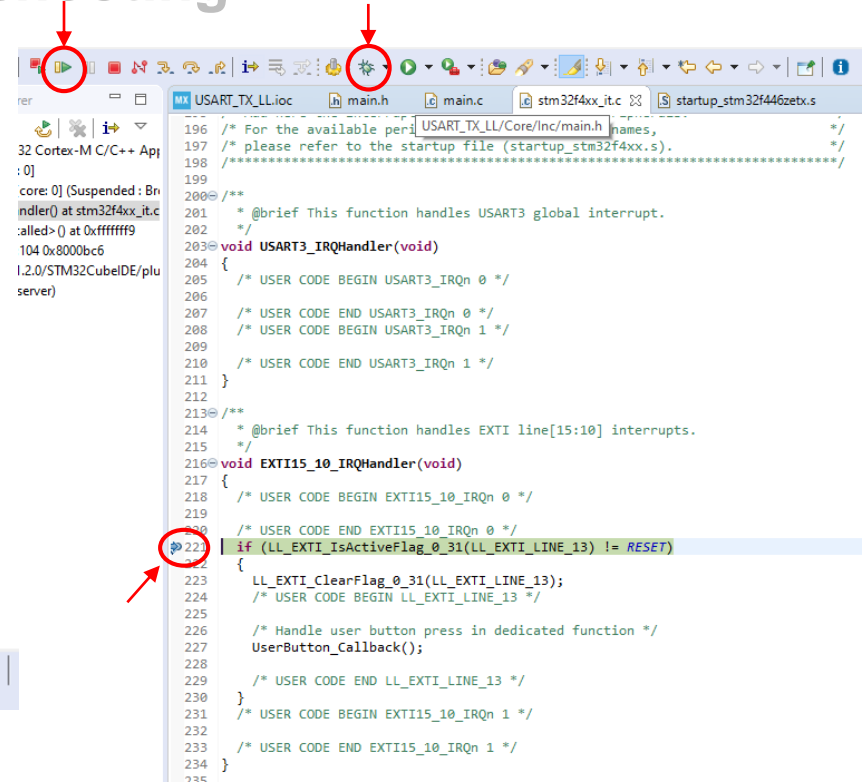 USART_TX_LL.ioc
main.h
main.c
stm32f4xx_it.c
startup_stm32f446zetx.s
USART_TX_LL/Core/Inc/main.h
32 Cortex-M C/C++ App
: 0]
core: 0] (Suspended : Bre
andler() at stm32f4xx_it.c
called>() at 0xfffffff9
104 0x8000bc6
1.2.0/STM32CubeIDE/plu
server)
196 /* For the available peri names, */
197 /* please refer to the startup file (startup_stm32f4xx.s). */
198 /******************************************************************************/
199
200 /**
201 * @brief This function handles USART3 global interrupt.
202 */
203 void USART3_IRQHandler(void)
204 {
205 /* USER CODE BEGIN USART3_IRQn 0 */
206
207 /* USER CODE END USART3_IRQn 0 */
208 /* USER CODE BEGIN USART3_IRQn 1 */
209
210 /* USER CODE END USART3_IRQn 1 */
211 }
212
213 /**
214 * @brief This function handles EXTI line[15:10] interrupts.
215 */
216 void EXTI15_10_IRQHandler(void)
217 {
218 /* USER CODE BEGIN EXTI15_10_IRQn 0 */
219
220 /* USER CODE END EXTI15_10_IRQn 0 */
221 if (LL_EXTI_IsActiveFlag_0_31(LL_EXTI_LINE_13) != RESET)
222 {
223 LL_EXTI_ClearFlag_0_31(LL_EXTI_LINE_13);
224 /* USER CODE BEGIN LL_EXTI_LINE_13 */
225
226 /* Handle user button press in dedicated function */
227 UserButton_Callback();
228
229 /* USER CODE END LL_EXTI_LINE_13 */
230 }
231 /* USER CODE BEGIN EXTI15_10_IRQn 1 */
232
233 /* USER CODE END EXTI15_10_IRQn 1 */
234 }
235